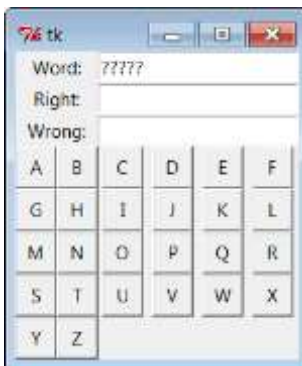 tk
Word: ?????
Right:
Wrong:
A B C D E F
G H I J K L
M N O P Q R
S T U V W X
Y Z